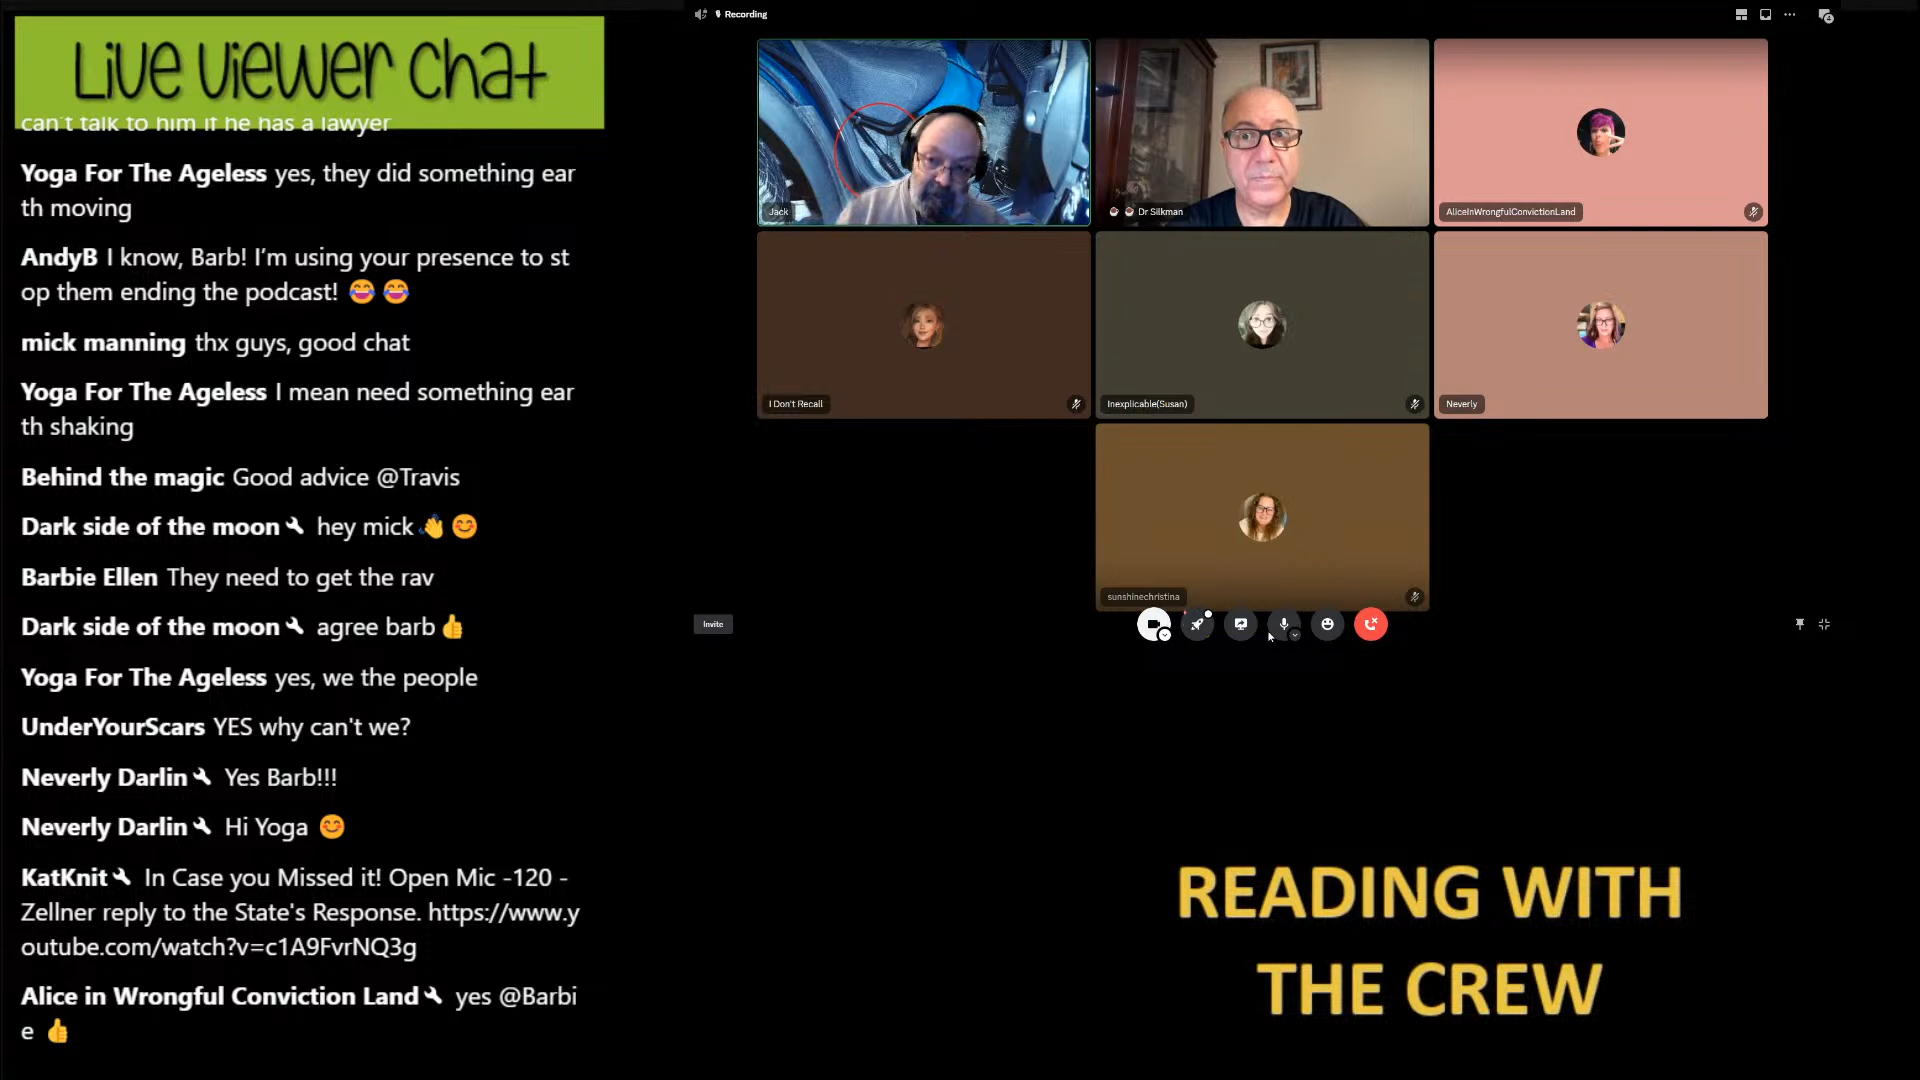 Live Viewer Chat
can't talk to him if he has a lawyer
Yoga For The Ageless yes, they did something ear
th moving
AndyB I know, Barb! I'm using your presence to st
op them ending the podcast! 😂 😂
mick manning thx guys, good chat
Yoga For The Ageless I mean need something ear
th shaking
Behind the magic Good advice @Travis
Dark side of the moon hey mick 👋 😊
Barbie Ellen They need to get the rav
Dark side of the moon agree barb 👍
Yoga For The Ageless yes, we the people
UnderYourScars YES why can't we?
Neverly Darlin Yes Barb!!!
Neverly Darlin Hi Yoga 😊
KatKnit In Case you Missed it! Open Mic -120 -
Zellner reply to the State's Response. https://www.y
outube.com/watch?v=c1A9FvrNQ3g
Alice in Wrongful Conviction Land yes @Barbi
e 👍
Recording
Jack
Dr Silkman
AliceInWrongfulConvictionLand
I Don't Recall
Inexplicable(Susan)
Neverly
sunshinechristina
Invite
READING WITH
THE CREW